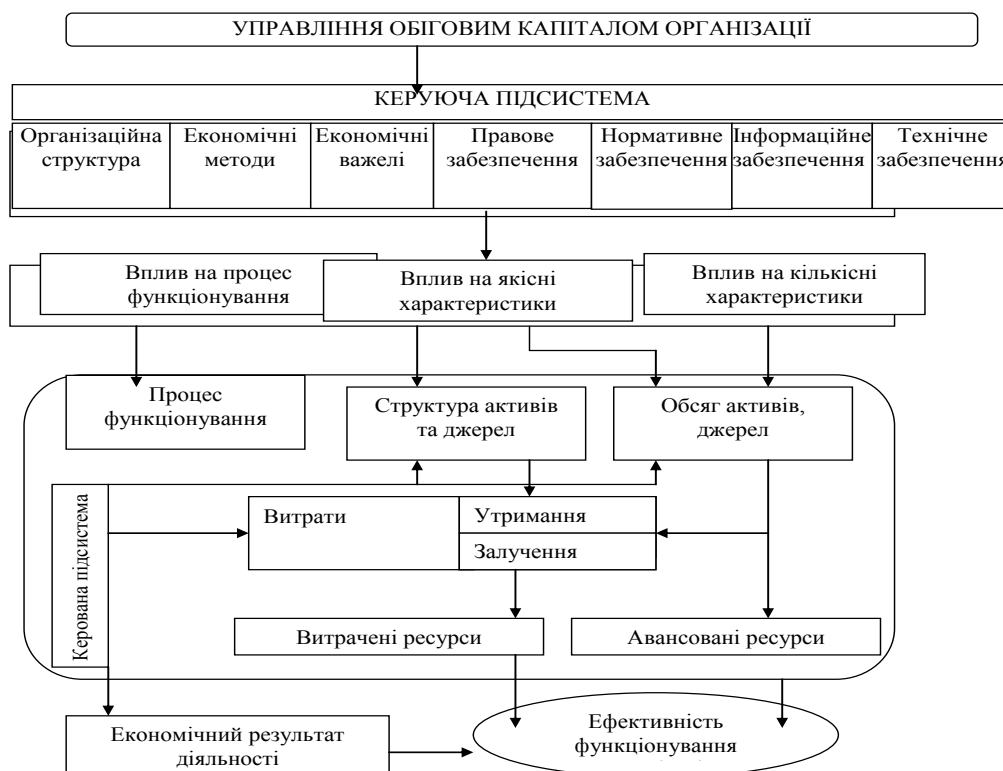 УПРАВЛІННЯ ОБІГОВИМ КАПІТАЛОМ ОРГАНІЗАЦІЇ
КЕРУЮЧА ПІДСИСТЕМА
Організаційна
структура
Економічні
методи
Економічні
важелі
Правове
забезпечення
Нормативне
забезпечення
Інформаційне
забезпечення
Технічне
забезпечення
Вплив на процес
функціонування
Вплив на якісні
характеристики
Вплив на кількісні
характеристики
Процес
функціонування
Структура активів
та джерел
Обсяг активів,
джерел
Керована підсистема
Витрати
Утримання
Залучення
Витрачені ресурси
Авансовані ресурси
Економічний результат
діяльності
Ефективність
функціонування